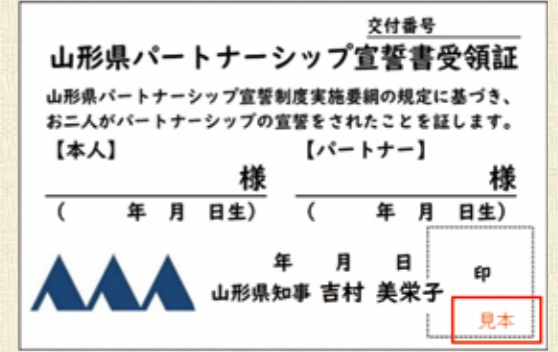 交付番号
山形県パートナーシップ宣誓書受領証
山形県パートナーシップ宣誓制度実施要綱の規定に基づき、
お二人がパートナーシップの宣誓をされたことを証します。
【本人】 【パートナー】
様 様
( 年 月 日生) ( 年 月 日生)
年 月 日
山形県知事 吉村 美栄子 印
見本